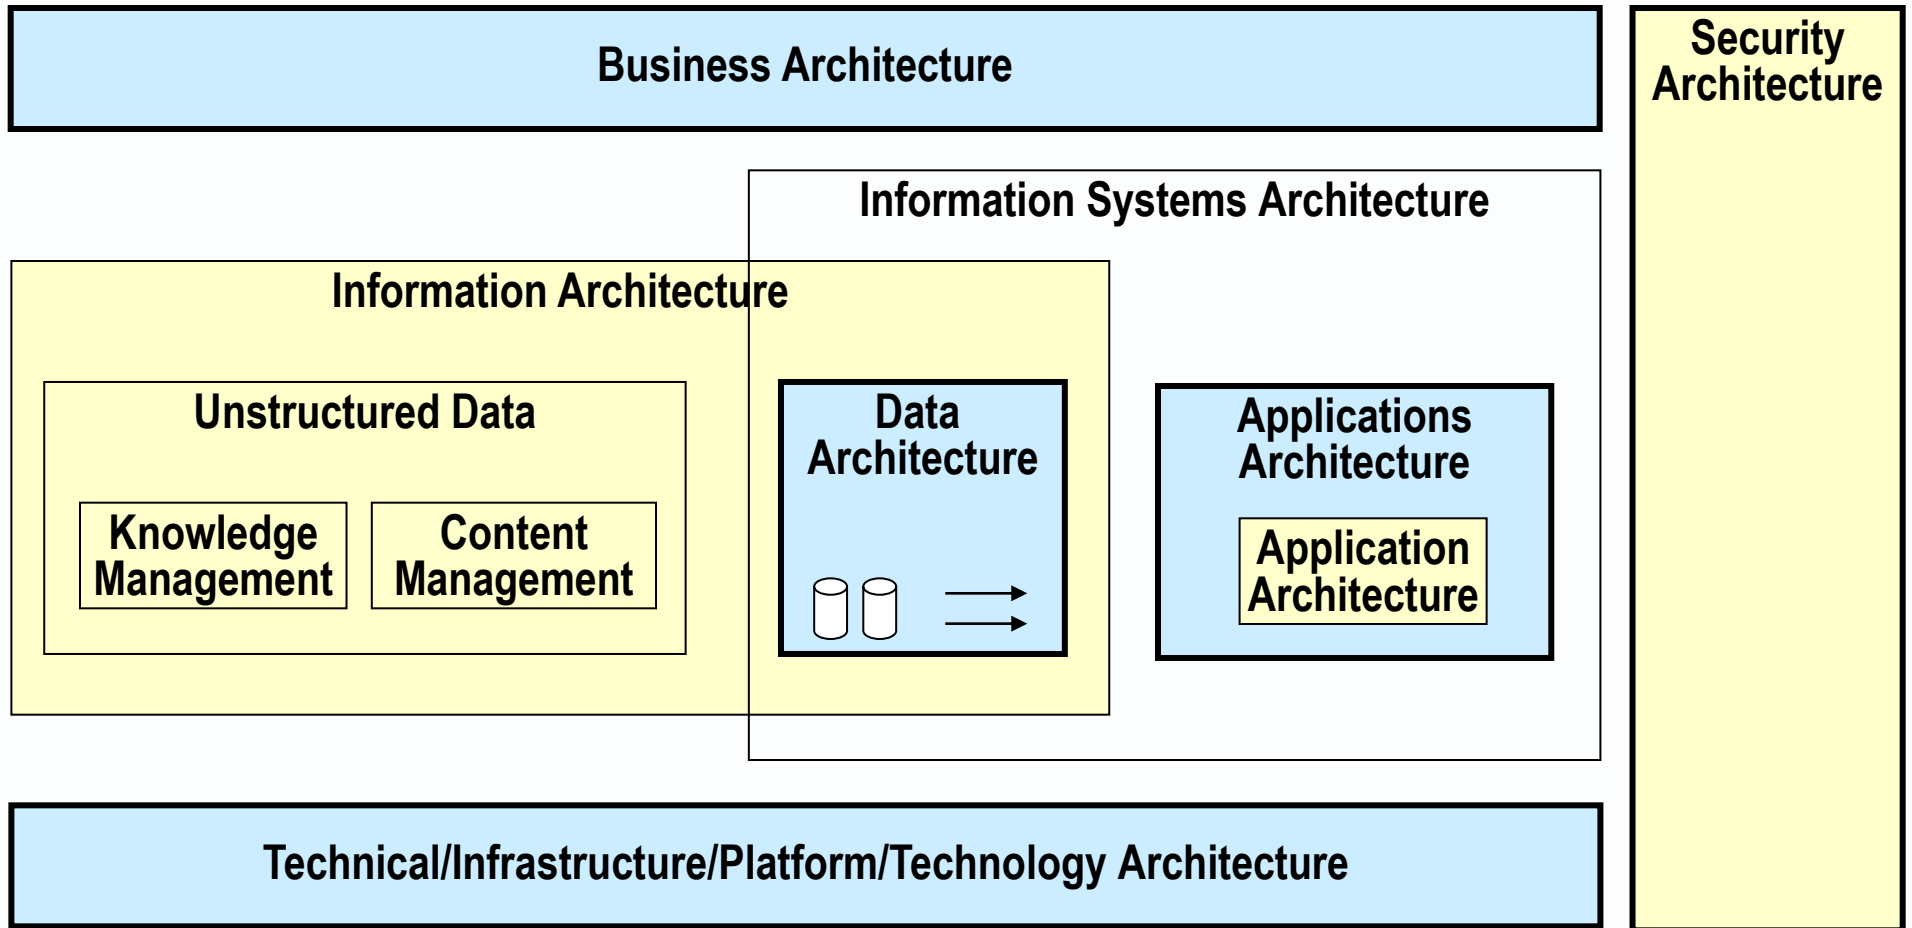 Business Architecture
Security
Architecture
Information Systems Architecture
Information Architecture
Unstructured Data
Knowledge
Management
Content
Management
Data
Architecture
Applications
Architecture
Application
Architecture
Technical/Infrastructure/Platform/Technology Architecture